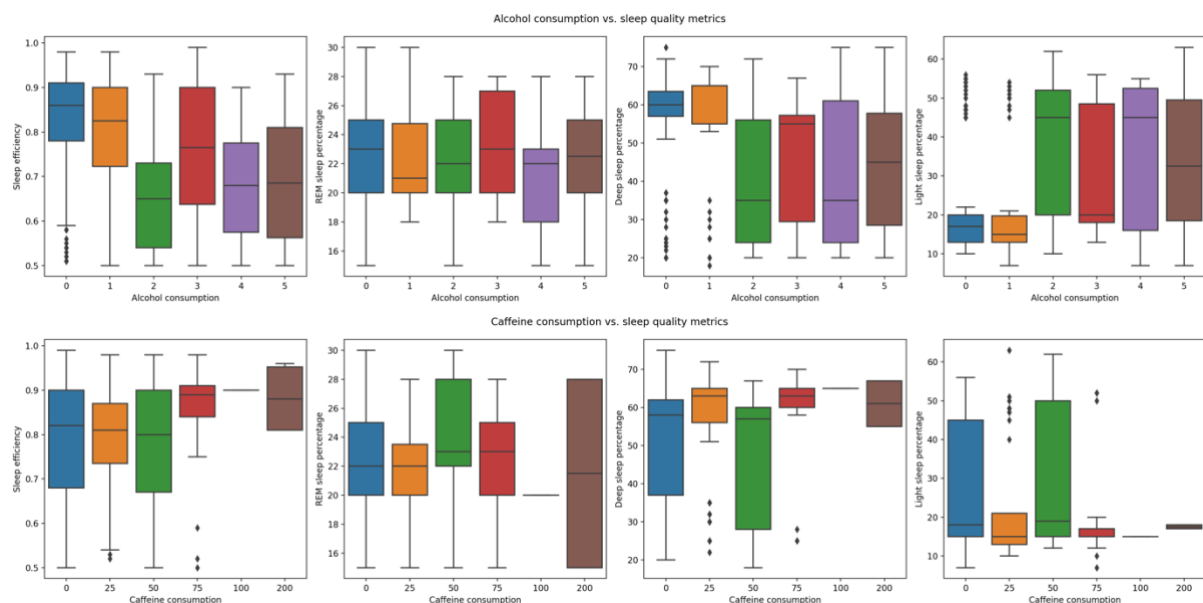 Alcohol consumption vs. sleep quality metrics
Sleep efficiency
1.0
0.9
0.8
0.7
0.6
0.5
0 1 2 3 4 5
Alcohol consumption
REM sleep percentage
30
28
26
24
22
20
18
16
0 1 2 3 4 5
Alcohol consumption
Deep sleep percentage
70
60
50
40
30
20
0 1 2 3 4 5
Alcohol consumption
Light sleep percentage
60
50
40
30
20
10
0 1 2 3 4 5
Alcohol consumption
Caffeine consumption vs. sleep quality metrics
Sleep efficiency
1.0
0.9
0.8
0.7
0.6
0.5
0 25 50 75 100 200
Caffeine consumption
REM sleep percentage
30
28
26
24
22
20
18
16
0 25 50 75 100 200
Caffeine consumption
Deep sleep percentage
70
60
50
40
30
20
0 25 50 75 100 200
Caffeine consumption
Light sleep percentage
60
50
40
30
20
10
0 25 50 75 100 200
Caffeine consumption